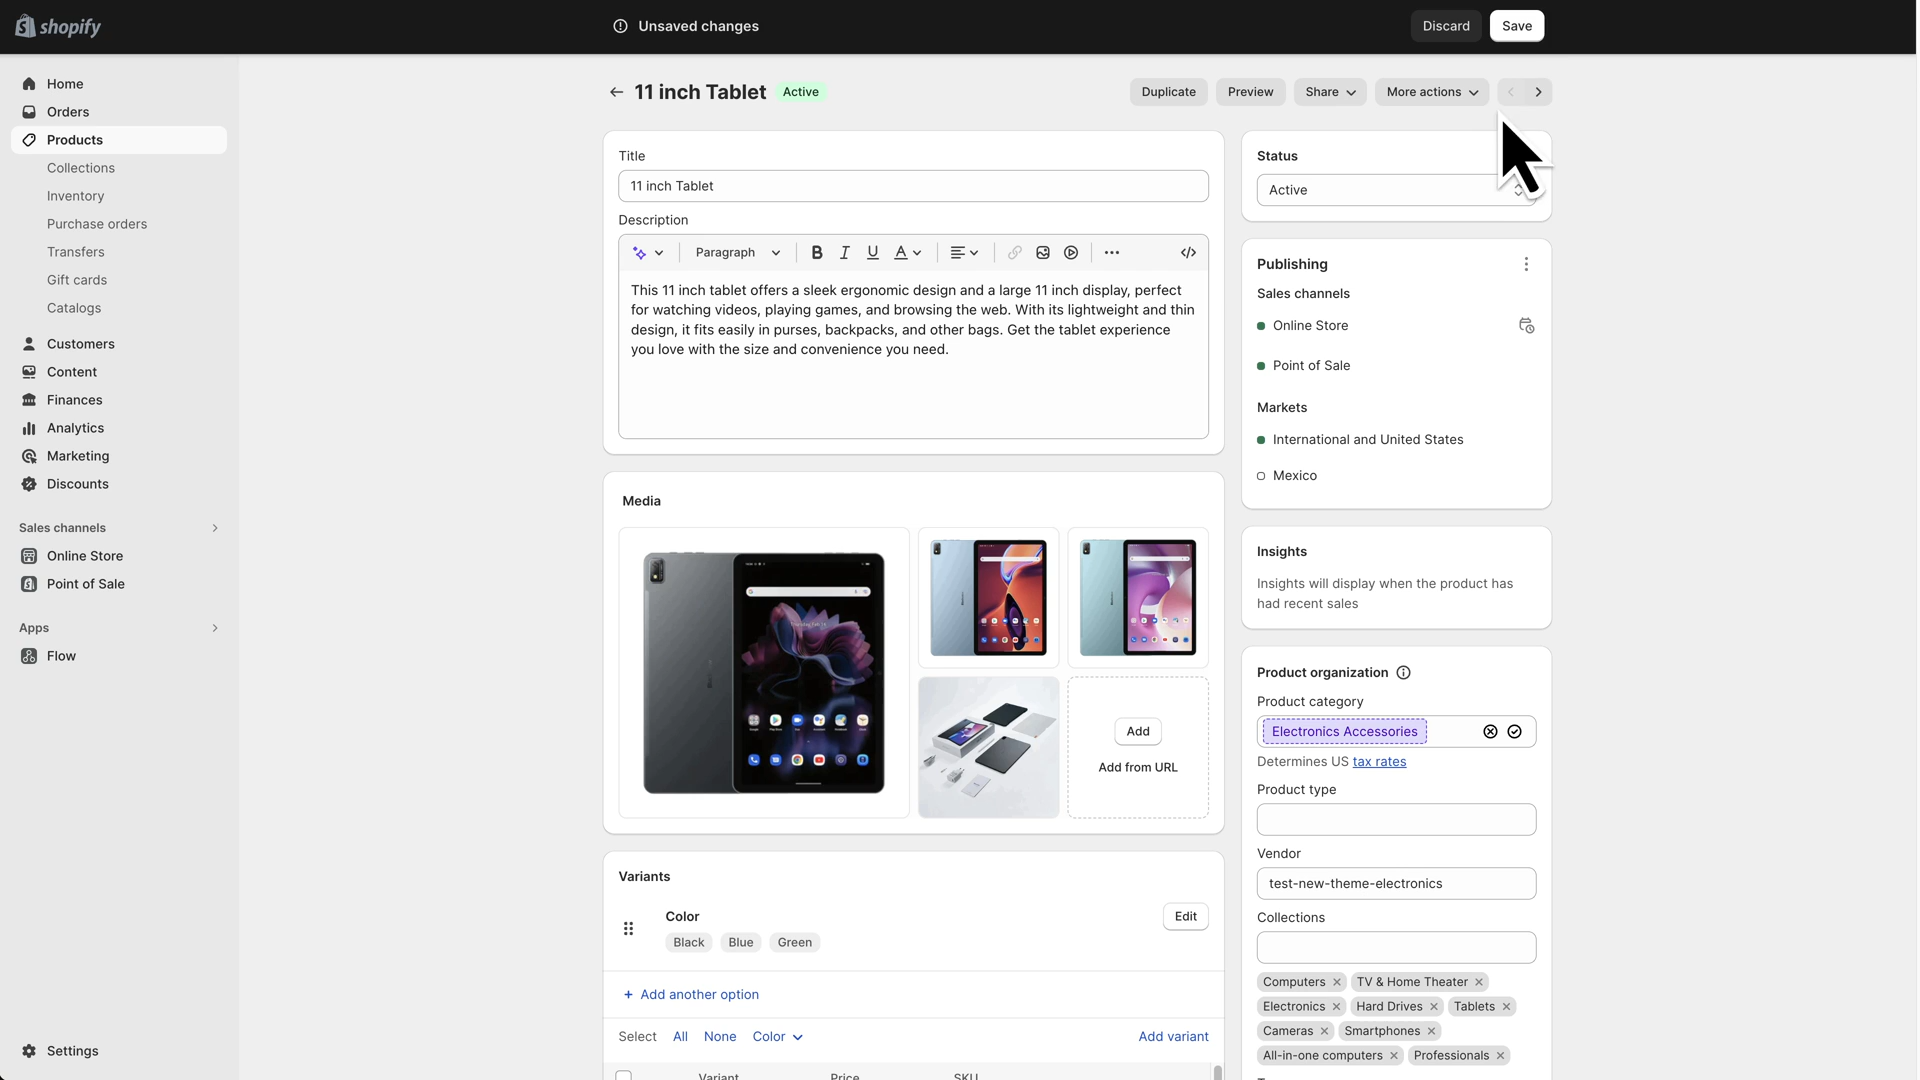 shopify
Unsaved changes
Discard
Save
Home
Orders
Products
Collections
Inventory
Purchase orders
Transfers
Gift cards
Catalogs
Customers
Content
Finances
Analytics
Marketing
Discounts
Sales channels
Online Store
Point of Sale
Apps
Flow
Settings
11 inch Tablet
Active
Duplicate
Preview
Share
More actions
Title
11 inch Tablet
Description
Paragraph
B I U A
This 11 inch tablet offers a sleek ergonomic design and a large 11 inch display, perfect
for watching videos, playing games, and browsing the web. With its lightweight and thin
design, it fits easily in purses, backpacks, and other bags. Get the tablet experience
you love with the size and convenience you need.
Media
Add
Add from URL
Variants
Color
Edit
Black
Blue
Green
+ Add another option
Select
All
None
Color
Add variant
Variant
Price
SKU
Status
Active
Publishing
Sales channels
Online Store
Point of Sale
Markets
International and United States
Mexico
Insights
Insights will display when the product has
had recent sales
Product organization
Product category
Electronics Accessories
Determines US tax rates
Product type
Vendor
test-new-theme-electronics
Collections
Computers
TV & Home Theater
Electronics
Hard Drives
Tablets
Cameras
Smartphones
All-in-one computers
Professionals